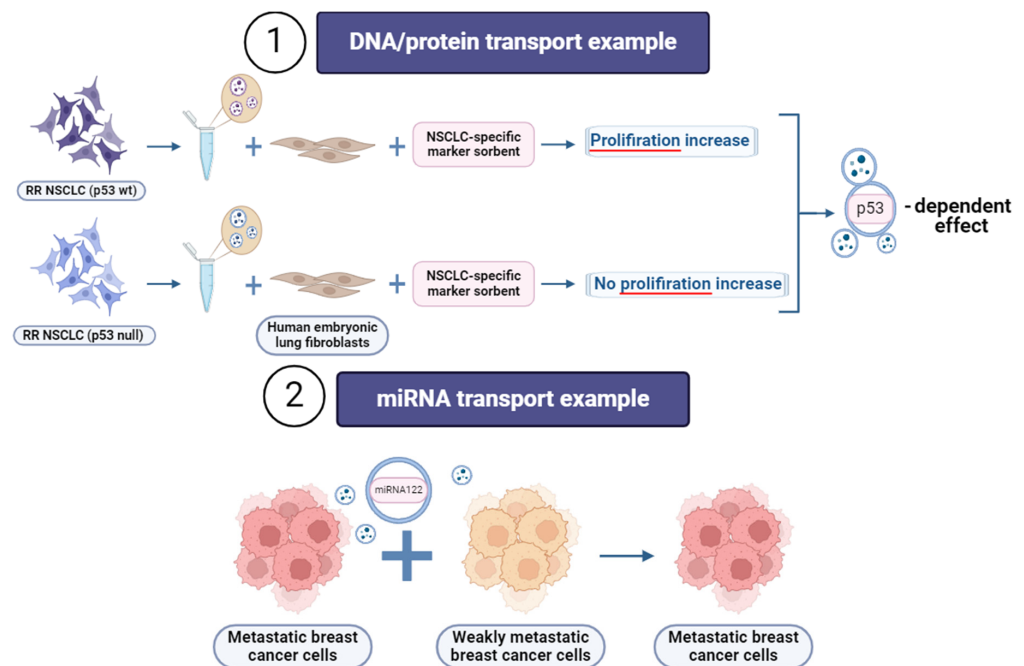 1
DNA/protein transport example
RR NSCLC (p53 wt)
NSCLC-specific
marker sorbent
Prolifiration increase
RR NSCLC (p53 null)
Human embryonic
lung fibroblasts
NSCLC-specific
marker sorbent
No prolifiration increase
p53
- dependent
effect
2
miRNA transport example
miRNA122
Metastatic breast
cancer cells
Weakly metastatic
breast cancer cells
Metastatic breast
cancer cells